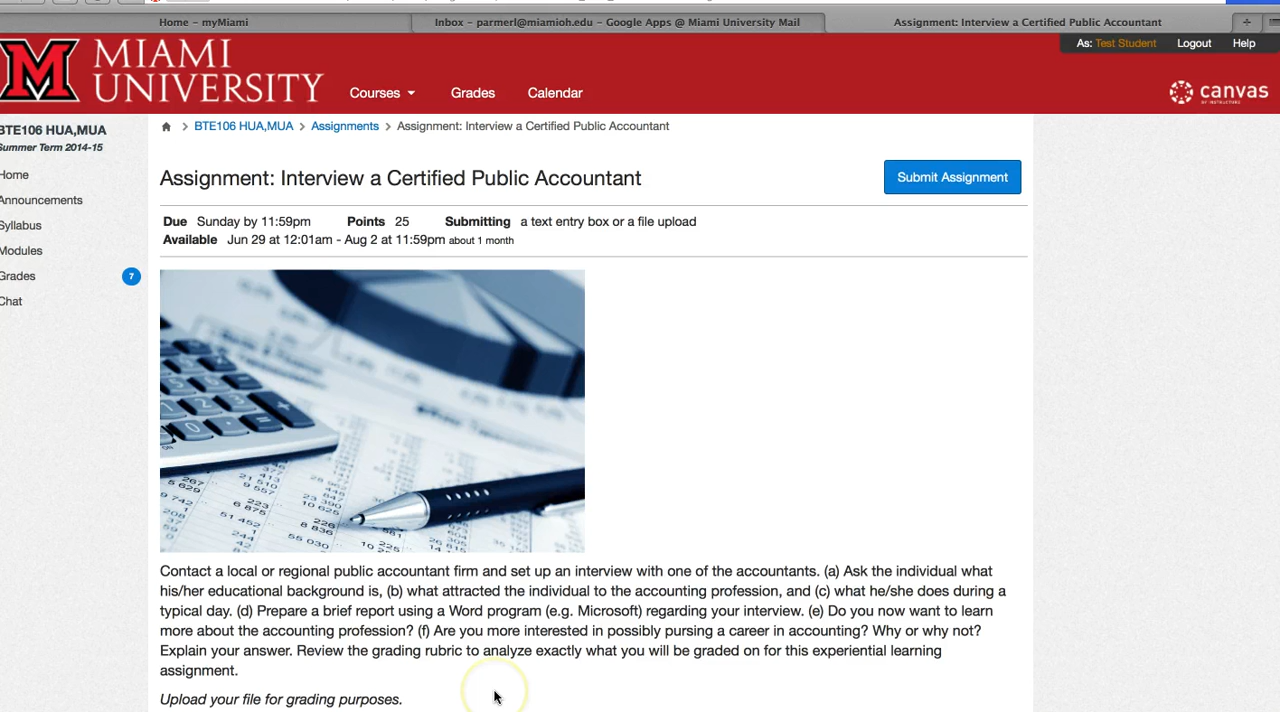 Home – myMiami
Inbox – parmerl@miamioh.edu – Google Apps @ Miami University Mail
Assignment: Interview a Certified Public Accountant
As: Test Student Logout Help
MIAMI
UNIVERSITY
Courses Grades Calendar
canvas
BY INSTRUCTURE
BTE106 HUA,MUA
Summer Term 2014-15
Home
Announcements
Syllabus
Modules
Grades 7
Chat
BTE106 HUA,MUA > Assignments > Assignment: Interview a Certified Public Accountant
Assignment: Interview a Certified Public Accountant
Submit Assignment
Due Sunday by 11:59pm Points 25 Submitting a text entry box or a file upload
Available Jun 29 at 12:01am - Aug 2 at 11:59pm about 1 month
Contact a local or regional public accountant firm and set up an interview with one of the accountants. (a) Ask the individual what
his/her educational background is, (b) what attracted the individual to the accounting profession, and (c) what he/she does during a
typical day. (d) Prepare a brief report using a Word program (e.g. Microsoft) regarding your interview. (e) Do you now want to learn
more about the accounting profession? (f) Are you more interested in possibly pursing a career in accounting? Why or why not?
Explain your answer. Review the grading rubric to analyze exactly what you will be graded on for this experiential learning
assignment.
Upload your file for grading purposes.